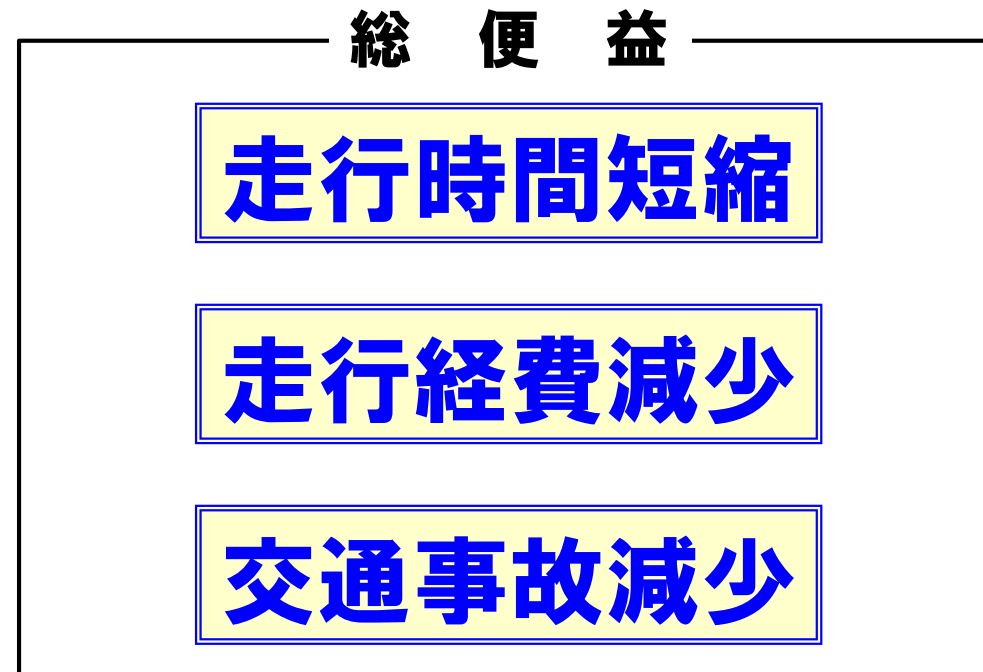 総 便 益
走行時間短縮
走行経費減少
交通事故減少